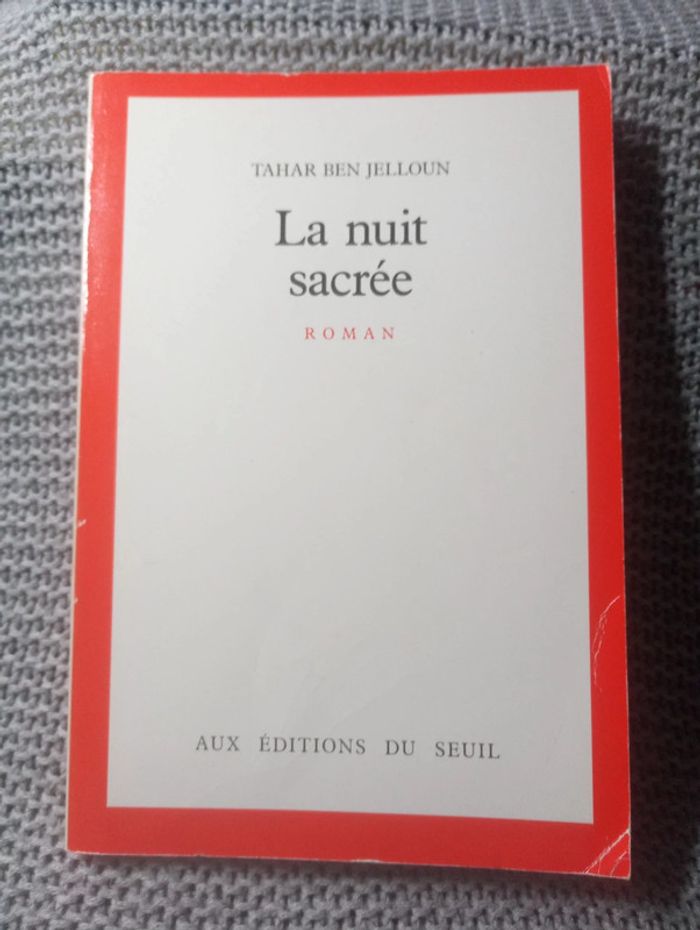 TAHAR BEN JELLOUN
La nuit
sacrée
ROMAN
AUX ÉDITIONS DU SEUIL